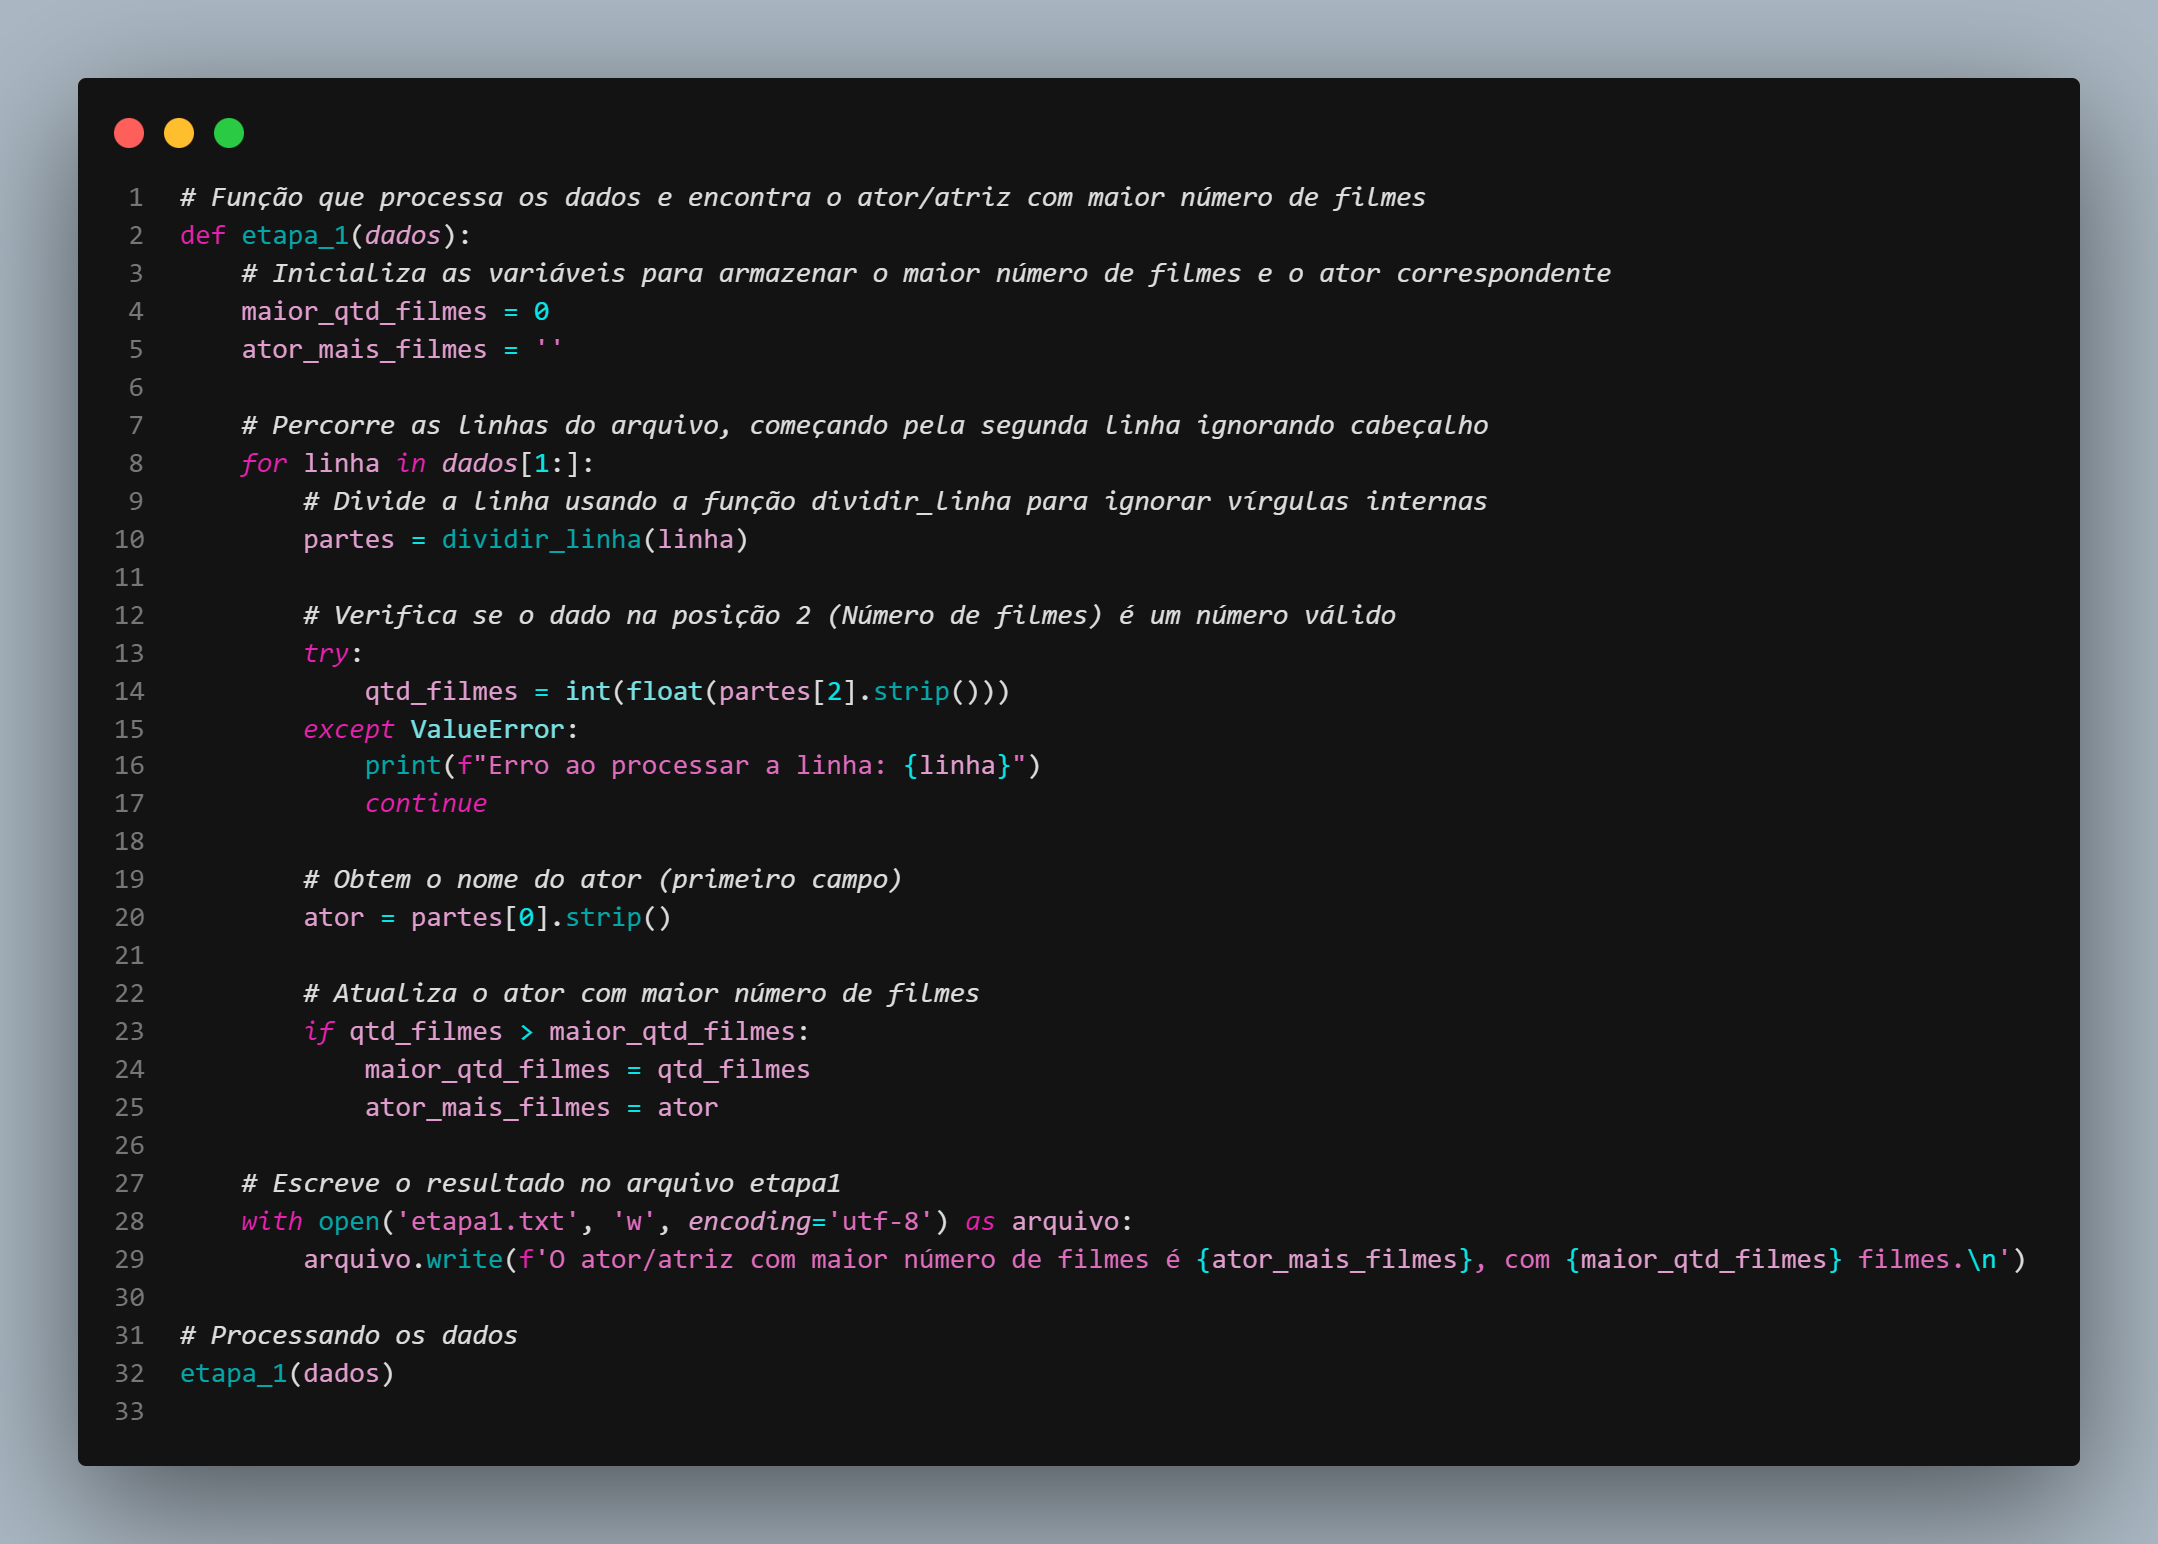 1 # Função que processa os dados e encontra o ator/atriz com maior número de filmes
2 def etapa_1(dados):
3     # Inicializa as variáveis para armazenar o maior número de filmes e o ator correspondente
4     maior_qtd_filmes = 0
5     ator_mais_filmes = ''
6
7     # Percorre as linhas do arquivo, começando pela segunda linha ignorando cabeçalho
8     for linha in dados[1:]:
9         # Divide a linha usando a função dividir_linha para ignorar vírgulas internas
10         partes = dividir_linha(linha)
11
12         # Verifica se o dado na posição 2 (Número de filmes) é um número válido
13         try:
14             qtd_filmes = int(float(partes[2].strip()))
15         except ValueError:
16             print(f"Erro ao processar a linha: {linha}")
17             continue
18
19         # Obtem o nome do ator (primeiro campo)
20         ator = partes[0].strip()
21
22         # Atualiza o ator com maior número de filmes
23         if qtd_filmes > maior_qtd_filmes:
24             maior_qtd_filmes = qtd_filmes
25             ator_mais_filmes = ator
26
27     # Escreve o resultado no arquivo etapa1
28     with open('etapa1.txt', 'w', encoding='utf-8') as arquivo:
29         arquivo.write(f'O ator/atriz com maior número de filmes é {ator_mais_filmes}, com {maior_qtd_filmes} filmes.\n')
30
31 # Processando os dados
32 etapa_1(dados)
33